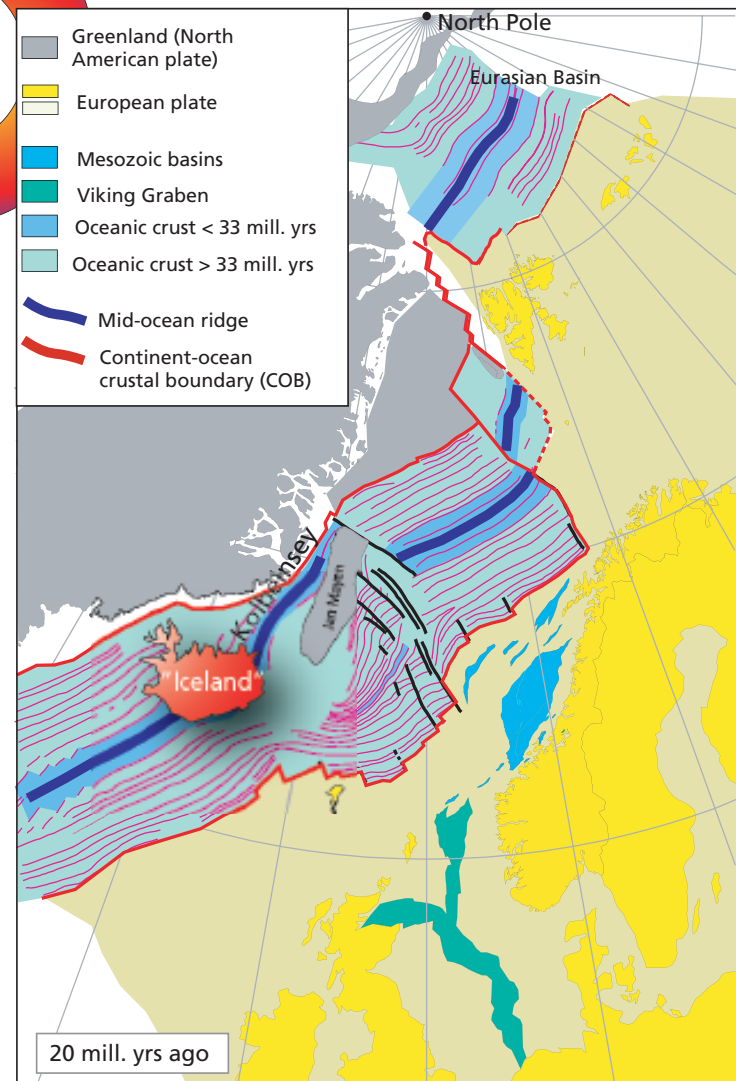 North Pole
Eurasian Basin
Greenland (North
American plate)
European plate
Mesozoic basins
Viking Graben
Oceanic crust < 33 mill. yrs
Oceanic crust > 33 mill. yrs
Mid-ocean ridge
Continent-ocean
crustal boundary (COB)
Kolbeinsey
Jan Mayen
"Iceland"
20 mill. yrs ago